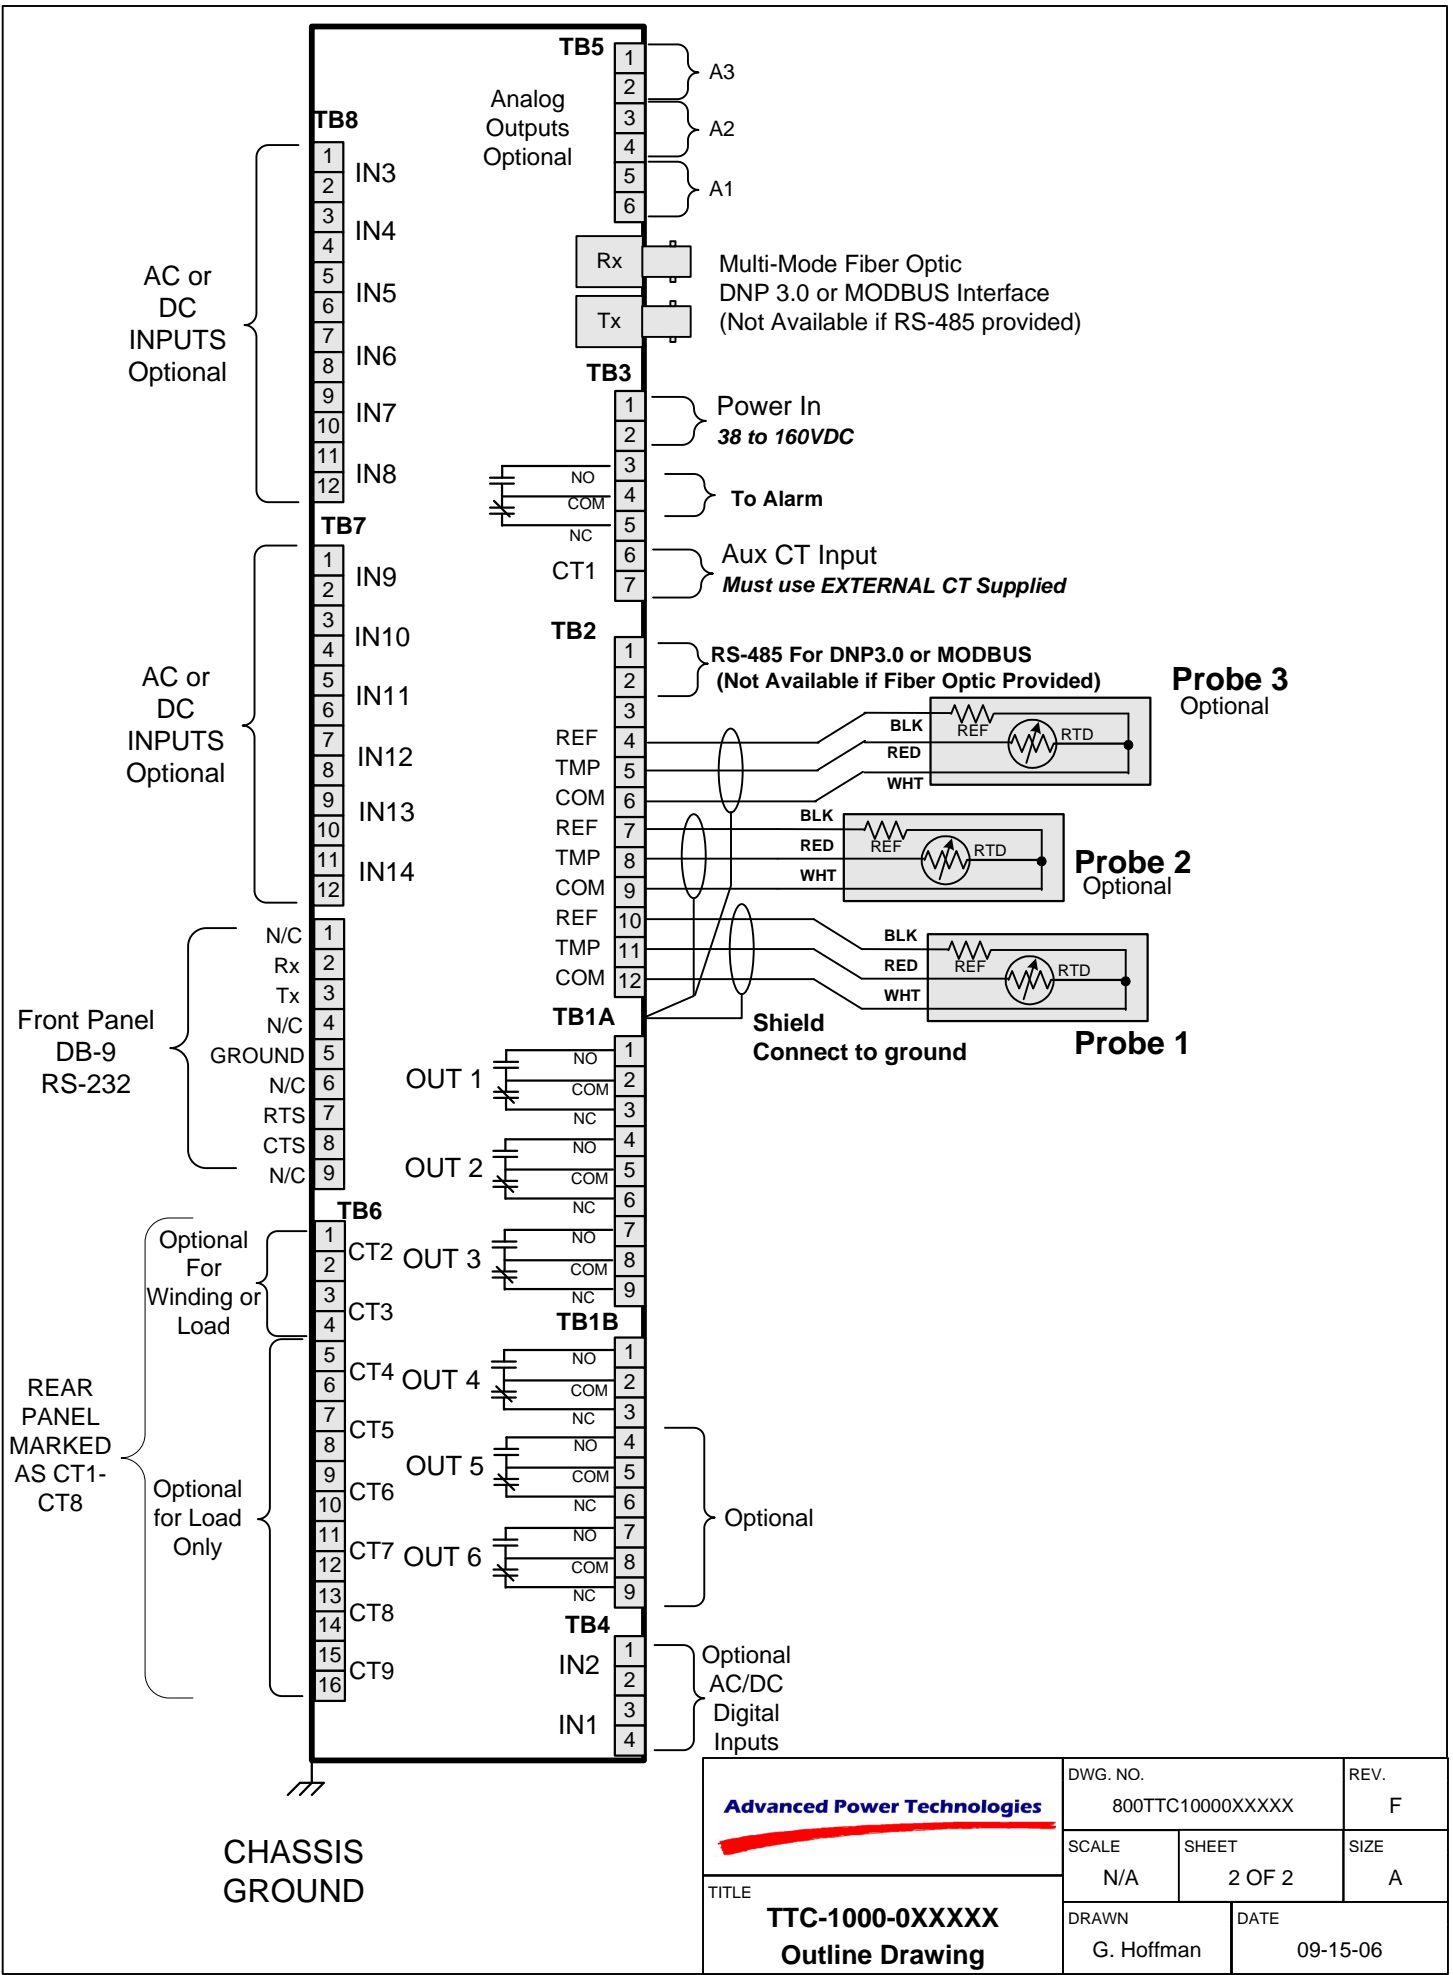 TB5
1
2
3
4
5
6
A3
A2
A1
Analog
Outputs
Optional
TB8
1
2
3
4
5
6
7
8
9
10
11
12
IN3
IN4
IN5
IN6
IN7
IN8
AC or
DC
INPUTS
Optional
Rx
Tx
Multi-Mode Fiber Optic
DNP 3.0 or MODBUS Interface
(Not Available if RS-485 provided)
TB3
1
2
3
4
5
6
7
Power In
38 to 160VDC
NO
COM
NC
To Alarm
CT1
Aux CT Input
Must use EXTERNAL CT Supplied
TB7
1
2
3
4
5
6
7
8
9
10
11
12
IN9
IN10
IN11
IN12
IN13
IN14
AC or
DC
INPUTS
Optional
TB2
1
2
3
4
5
6
7
8
9
10
11
12
RS-485 For DNP3.0 or MODBUS
(Not Available if Fiber Optic Provided)
REF
TMP
COM
REF
TMP
COM
REF
TMP
COM
Probe 3
Optional
BLK
RED
WHT
REF
RTD
BLK
RED
WHT
REF
RTD
Probe 2
Optional
BLK
RED
WHT
REF
RTD
Probe 1
Shield
Connect to ground
Front Panel
DB-9
RS-232
N/C
Rx
Tx
N/C
GROUND
N/C
RTS
CTS
N/C
1
2
3
4
5
6
7
8
9
TB1A
OUT 1
NO
COM
NC
OUT 2
NO
COM
NC
OUT 3
NO
COM
NC
1
2
3
4
5
6
7
8
9
TB6
1
2
3
4
5
6
7
8
9
10
11
12
13
14
15
16
CT2
CT3
CT4
CT5
CT6
CT7
CT8
CT9
Optional
For
Winding or
Load
Optional
for Load
Only
REAR
PANEL
MARKED
AS CT1-
CT8
TB1B
OUT 4
NO
COM
NC
OUT 5
NO
COM
NC
OUT 6
NO
COM
NC
1
2
3
4
5
6
7
8
9
Optional
TB4
IN2
IN1
1
2
3
4
Optional
AC/DC
Digital
Inputs
CHASSIS
GROUND
Advanced Power Technologies
TITLE
TTC-1000-0XXXXX
Outline Drawing
DWG. NO.
800TTC10000XXXXX
REV.
F
SCALE
N/A
SHEET
2 OF 2
SIZE
A
DRAWN
G. Hoffman
DATE
09-15-06